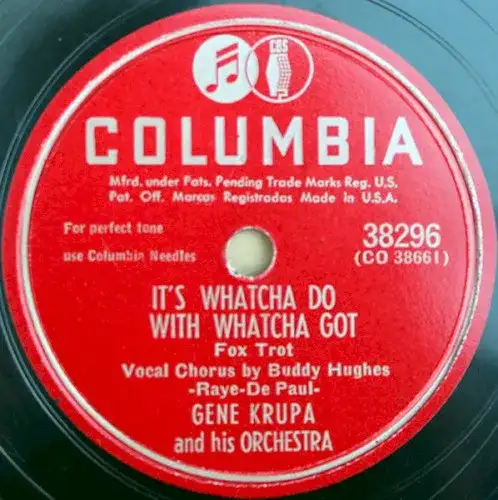 CBS
COLUMBIA
Mfrd. under Pats. Pending Trade Marks Reg. U.S.
Pat. Off. Marcas Registradas Made in U.S.A.
For perfect tone
use Columbia Needles
38296
(CO 38661)
IT'S WHATCHA DO
WITH WHATCHA GOT
Fox Trot
Vocal Chorus by Buddy Hughes
-Raye-De Paul-
GENE KRUPA
and his ORCHESTRA